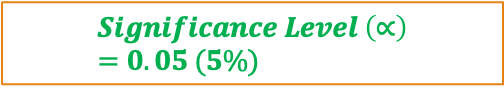 Significance Level (∝)
= 0.05 (5%)